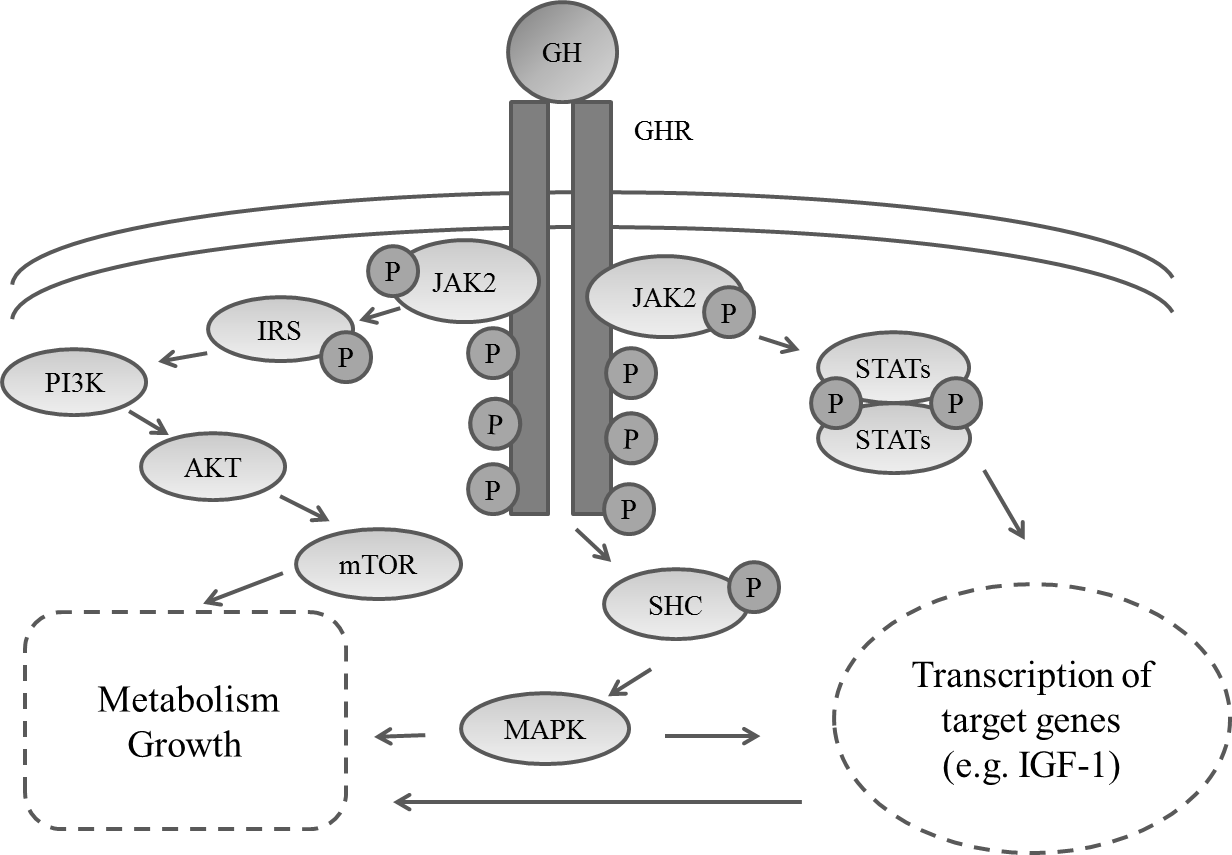 GH
GHR
P
JAK2
JAK2
P
IRS
P
P
P
STATs
P
P
STATs
PI3K
AKT
P
P
P
P
mTOR
SHC
P
MAPK
Metabolism
Growth
Transcription of
target genes
(e.g. IGF-1)